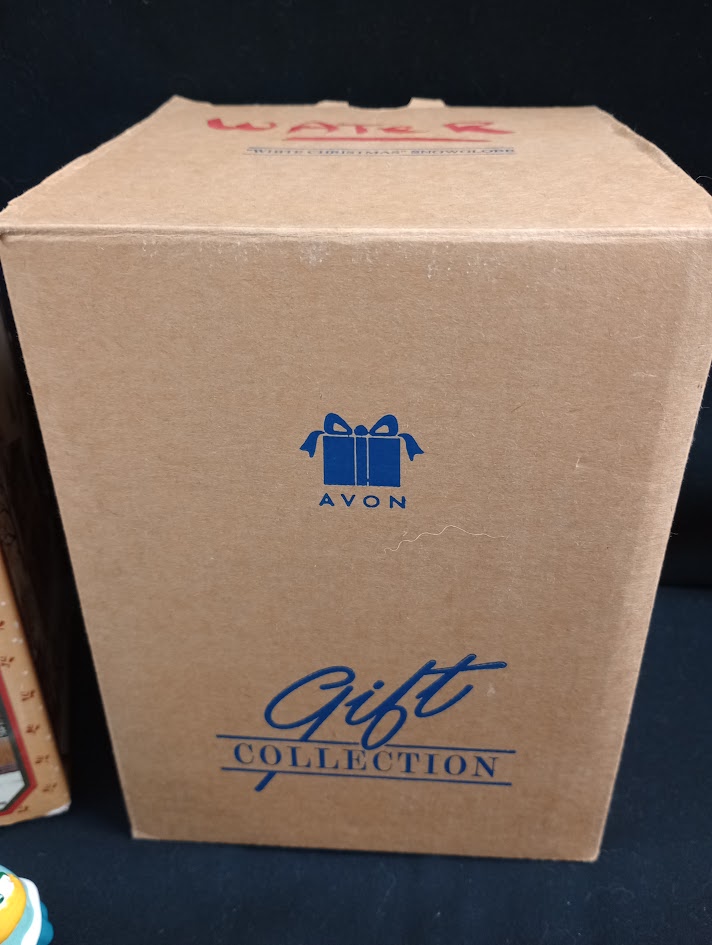 WATER
"WHITE CHRISTMAS" SNOWGLOBE
AVON
Gift
COLLECTION